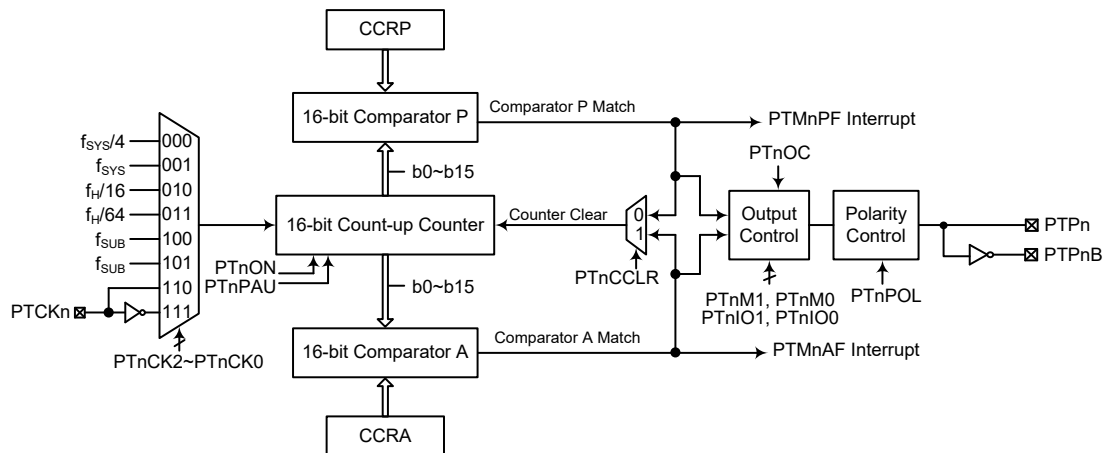 CCRP
16-bit Comparator P
Comparator P Match
PTMnPF Interrupt
fSYS/4
000
fSYS
001
fH/16
010
fH/64
011
fSUB
100
fSUB
101
110
PTCKn
111
PTnCK2~PTnCK0
b0~b15
16-bit Count-up Counter
PTnON
PTnPAU
b0~b15
Counter Clear
0
1
PTnCCLR
PTnOC
Output
Control
PTnM1, PTnM0
PTnIO1, PTnIO0
Polarity
Control
PTnPOL
PTPn
PTPnB
16-bit Comparator A
Comparator A Match
PTMnAF Interrupt
CCRA